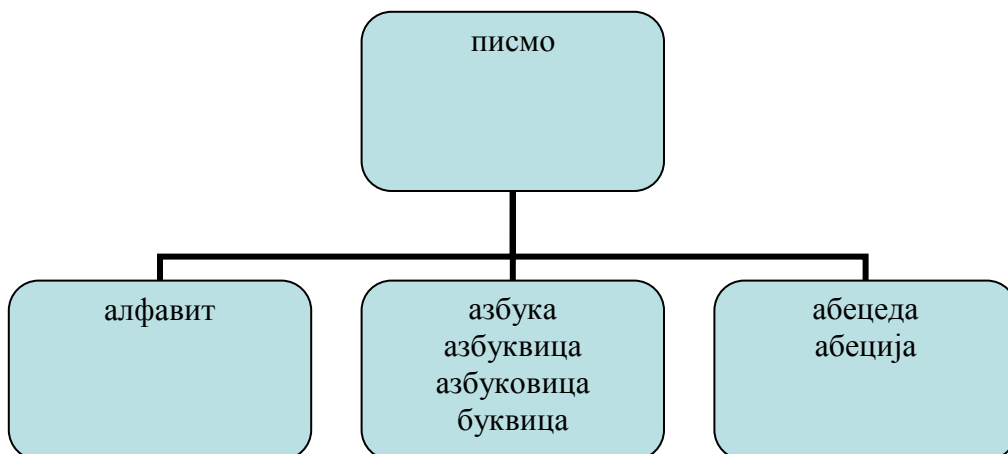 писмо
алфавит
азбука
азбуквица
азбуковица
буквица
абецеда
абеција